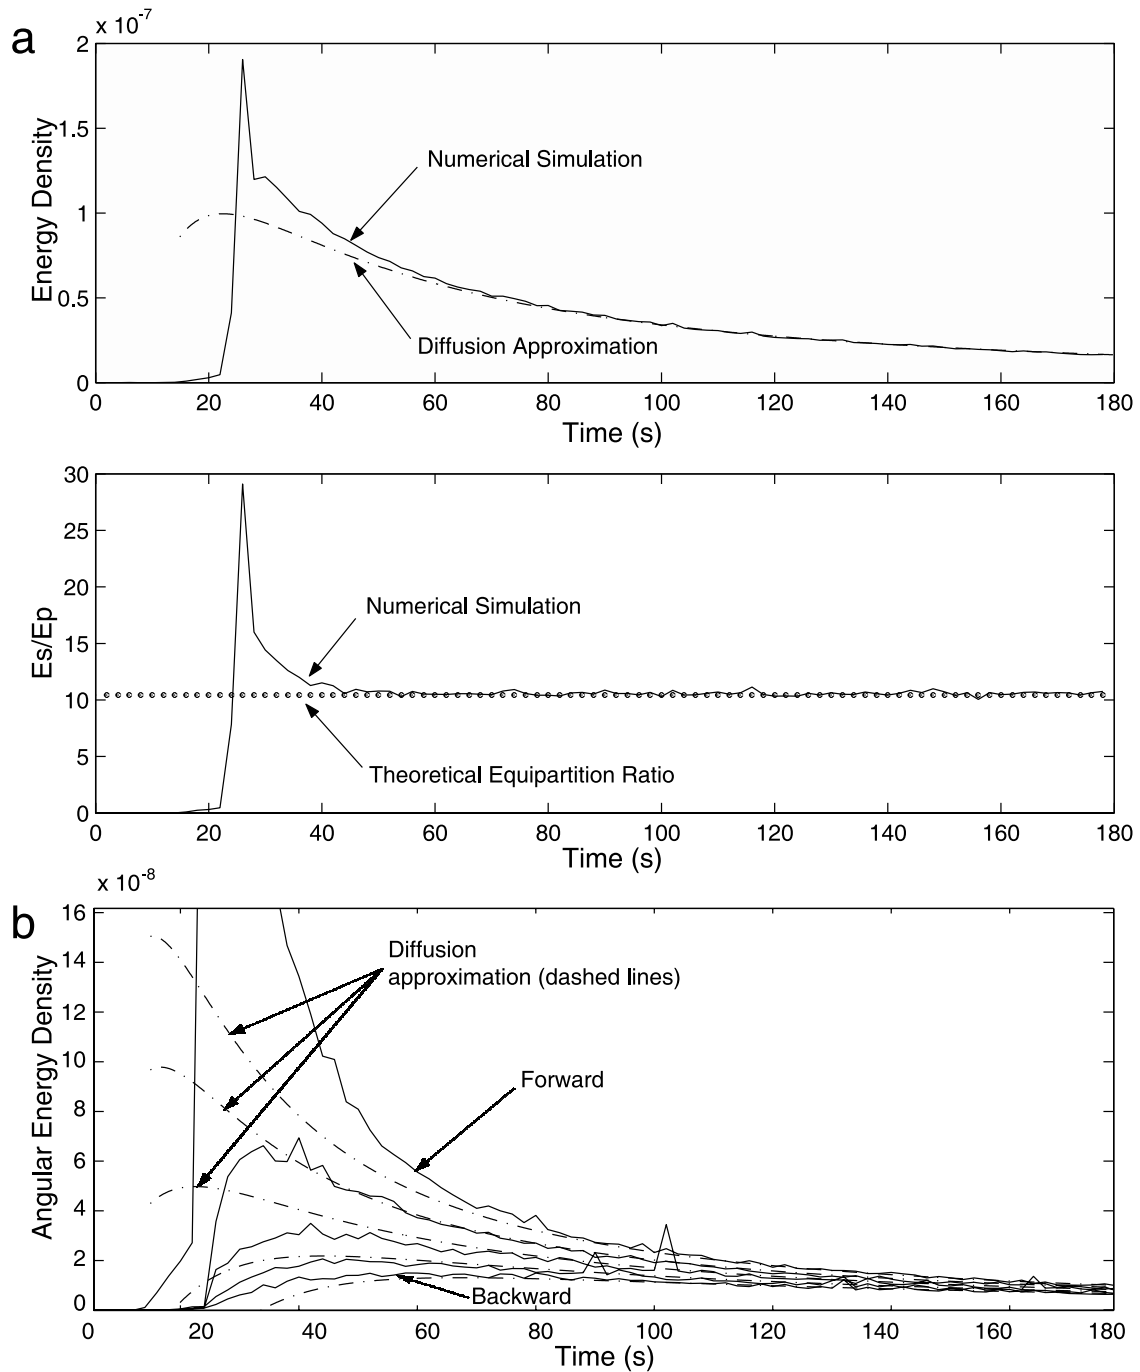 a
x 10-7
2
1.5
1
0.5
0
Energy Density
Numerical Simulation
Diffusion Approximation
0 20 40 60 80 100 120 140 160 180
Time (s)
30
25
20
15
10
5
0
Es/Ep
Numerical Simulation
Theoretical Equipartition Ratio
0 20 40 60 80 100 120 140 160 180
Time (s)
x 10-8
b
16
14
12
10
8
6
4
2
0
Angular Energy Density
Diffusion
approximation (dashed lines)
Forward
Backward
0 20 40 60 80 100 120 140 160 180
Time (s)